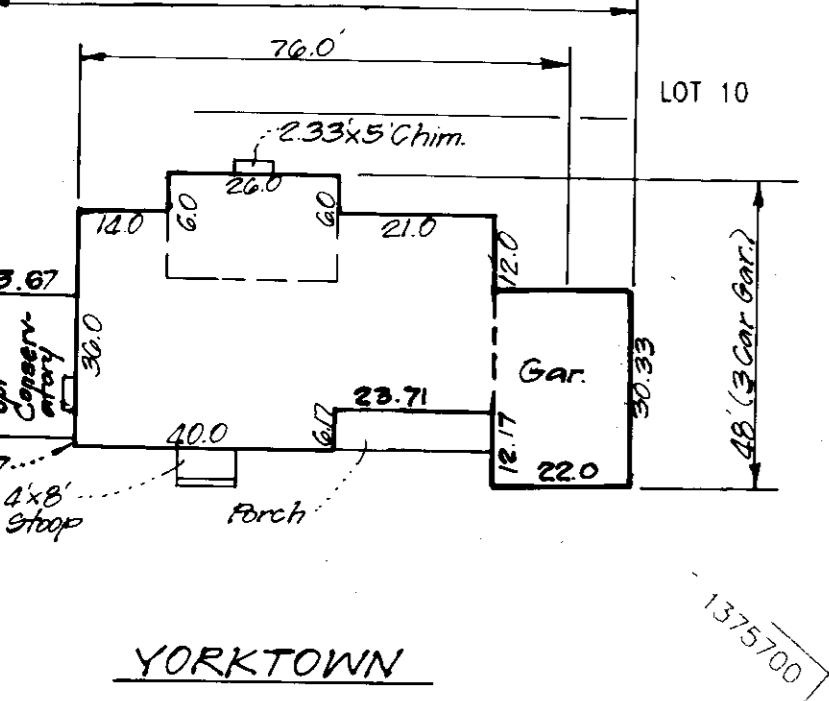 76.0'
LOT 10
2.33'x5' Chim.
26.0
14.0
6.0
6.0
21.0
12.0
3.67
Conserv-
atory
36.0
Gar.
30.33
48' (3 Car Gar.)
23.71
40.0
6.17
12.17
22.0
4'x8'
Stoop
Porch
YORKTOWN
1375700